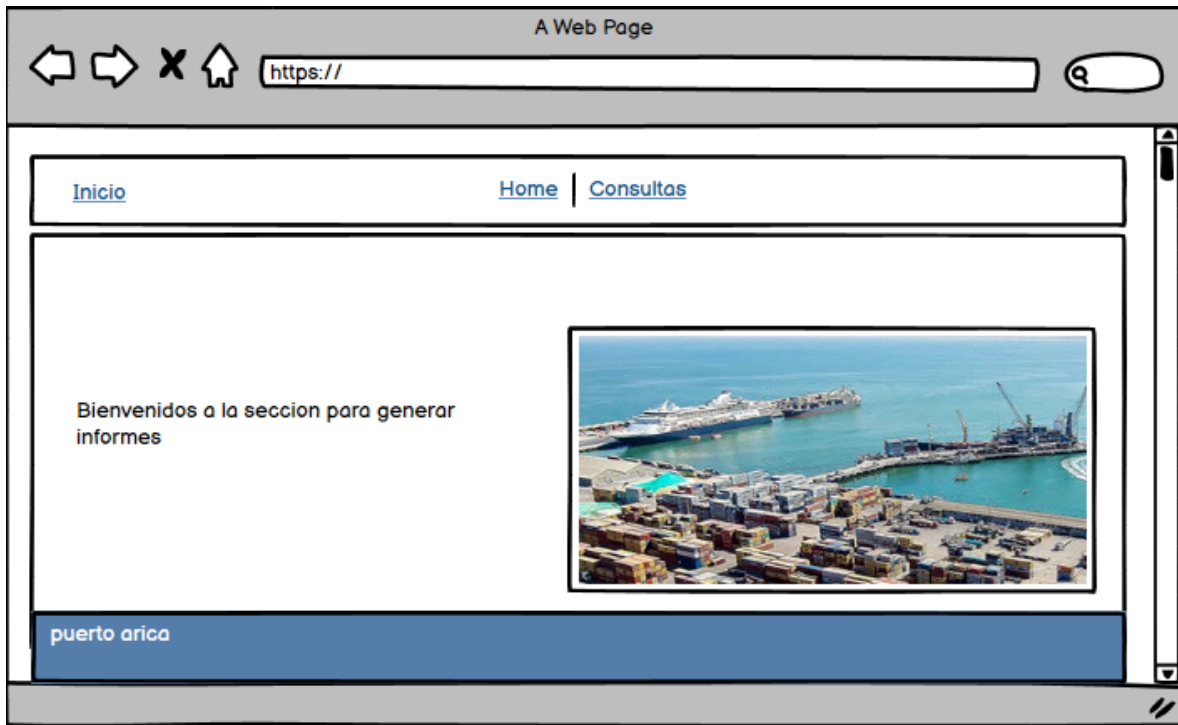 A Web Page
https://
Inicio
Home
Consultas
Bienvenidos a la seccion para generar
informes
puerto arica